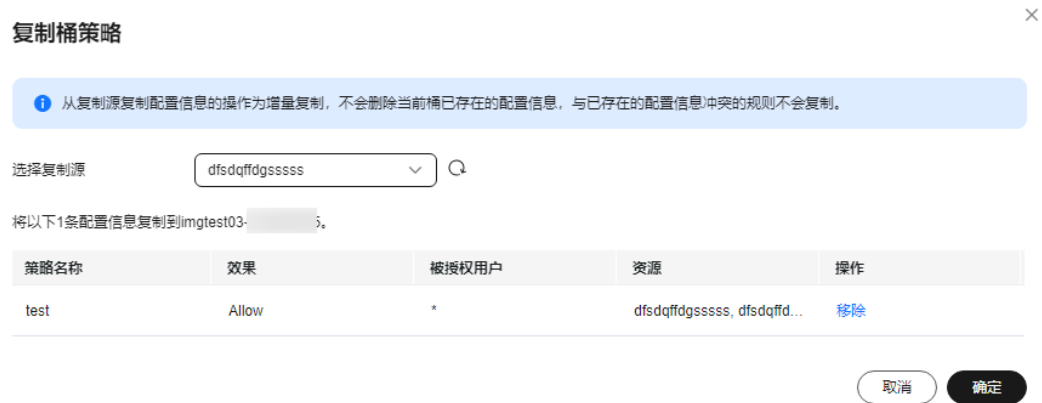 复制桶策略
从复制源复制配置信息的操作为增量复制，不会删除当前桶已存在的配置信息，与已存在的配置信息冲突的规则不会复制。
选择复制源 dfsdqffdgsssss
将以下1条配置信息复制到imgtest03-
策略名称 效果 被授权用户 资源 操作
test Allow * dfsdqffdgsssss, dfsdqffd... 移除
取消 确定